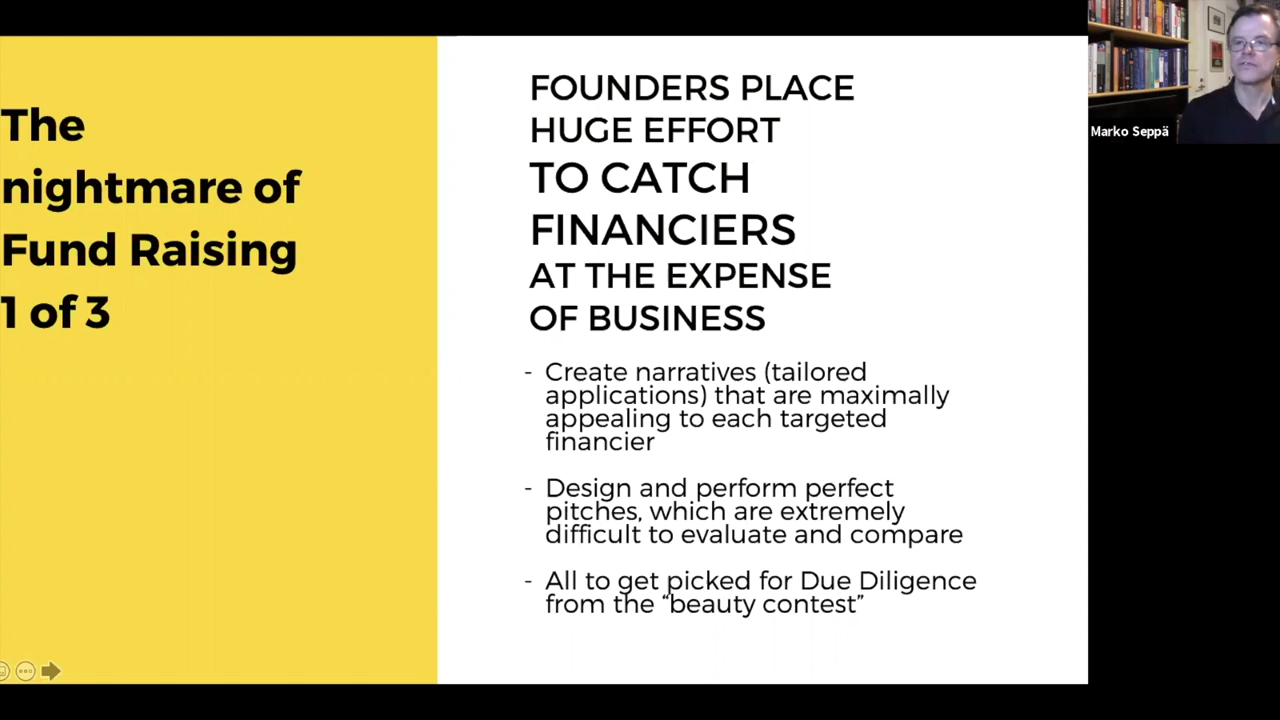 The
nightmare of
Fund Raising
1 of 3
FOUNDERS PLACE
HUGE EFFORT
TO CATCH
FINANCIERS
AT THE EXPENSE
OF BUSINESS
- Create narratives (tailored
applications) that are maximally
appealing to each targeted
financier
- Design and perform perfect
pitches, which are extremely
difficult to evaluate and compare
- All to get picked for Due Diligence
from the “beauty contest”
Marko Seppä